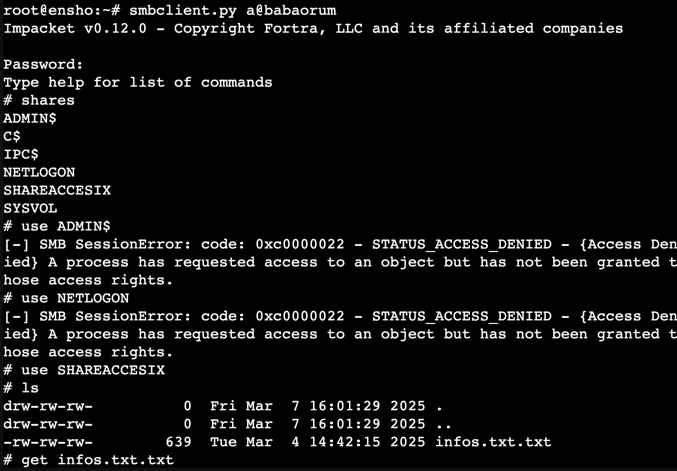 root@ensho:~# smbclient.py a@babaorum
Impacket v0.12.0 - Copyright Fortra, LLC and its affiliated companies
Password:
Type help for list of commands
# shares
ADMIN$
C$
IPC$
NETLOGON
SHAREACCESIX
SYSVOL
# use ADMIN$
[-] SMB SessionError: code: 0xc0000022 - STATUS_ACCESS_DENIED - {Access Den
ied} A process has requested access to an object but has not been granted t
hose access rights.
# use NETLOGON
[-] SMB SessionError: code: 0xc0000022 - STATUS_ACCESS_DENIED - {Access Den
ied} A process has requested access to an object but has not been granted t
hose access rights.
# use SHAREACCESIX
# ls
drw-rw-rw-          0  Fri Mar  7 16:01:29 2025 .
drw-rw-rw-          0  Fri Mar  7 16:01:29 2025 ..
-rw-rw-rw-        639  Tue Mar  4 14:42:15 2025 infos.txt.txt
# get infos.txt.txt